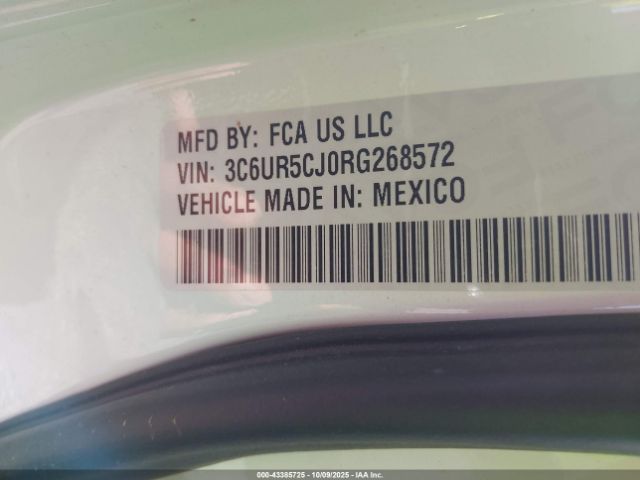 MFD BY: FCA US LLC
VIN: 3C6UR5CJ0RG268572
VEHICLE MADE IN: MEXICO
000-43385725 - 10/09/2025 - IAA Inc.